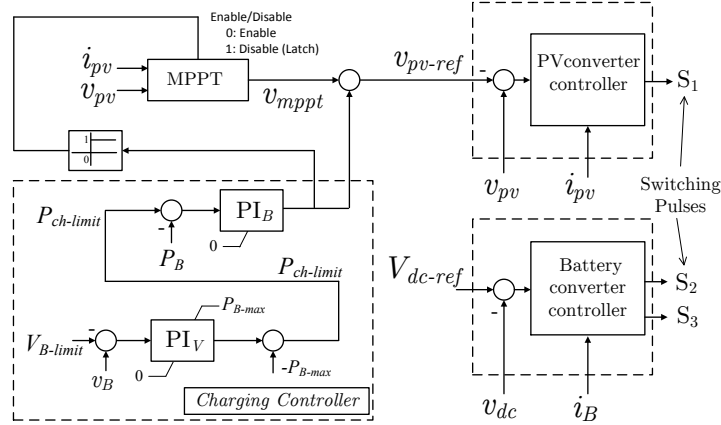 Enable/Disable
0: Enable
1: Disable (Latch)
i_pv
v_pv
MPPT
v_mppt
v_pv-ref
-
PVconverter
controller
S_1
v_pv
i_pv
1
0
Switching
Pulses
P_ch-limit
-
P_B
PI_B
0
P_ch-limit
V_dc-ref
-
Battery
converter
controller
S_2
S_3
v_dc
i_B
V_B-limit
-
v_B
PI_V
P_B-max
0
-P_B-max
Charging Controller